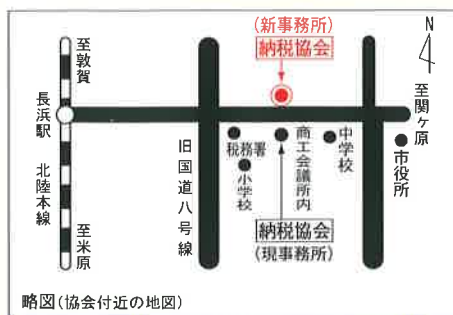 (新事務所)
納税協会
N
至敦賀
長浜駅
北陸本線
至米原
旧国道八号線
税務署
小学校
商工会議所内
中学校
市役所
至関ヶ原
納税協会
(現事務所)
略図(協会付近の地図)